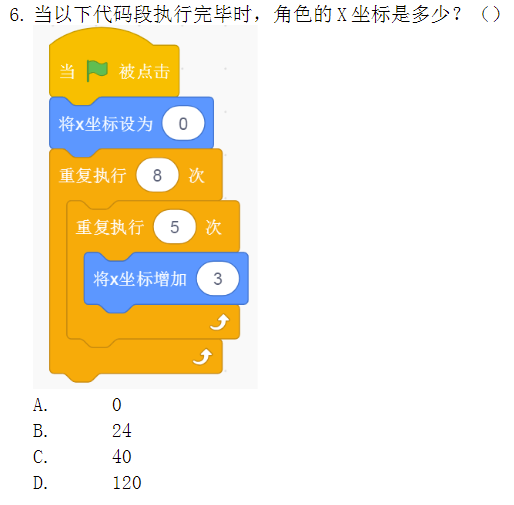 6. 当以下代码段执行完毕时，角色的X坐标是多少？（）
当 被点击
将x坐标设为 0
重复执行 8 次
重复执行 5 次
将x坐标增加 3
A. 0
B. 24
C. 40
D. 120